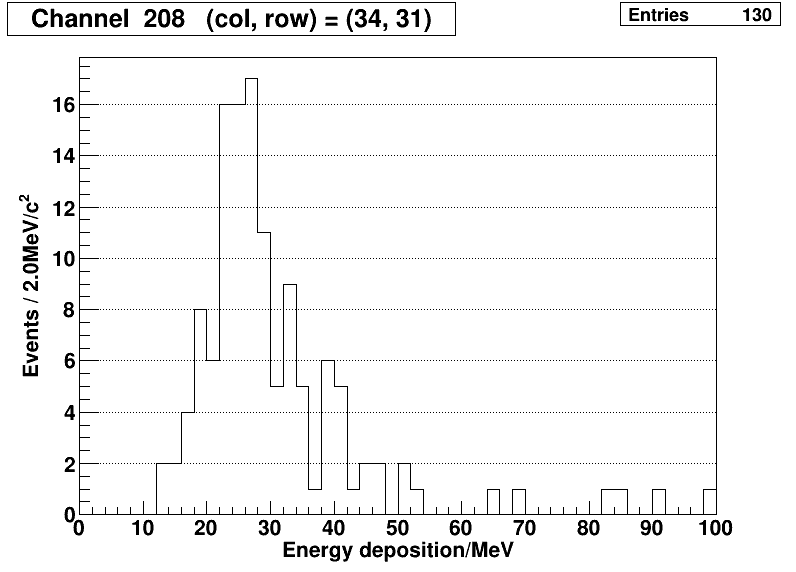 Channel  208   (col, row) = (34, 31)
Entries 130
Events / 2.0MeV/c²
16
14
12
10
8
6
4
2
0
0 10 20 30 40 50 60 70 80 90 100
Energy deposition/MeV